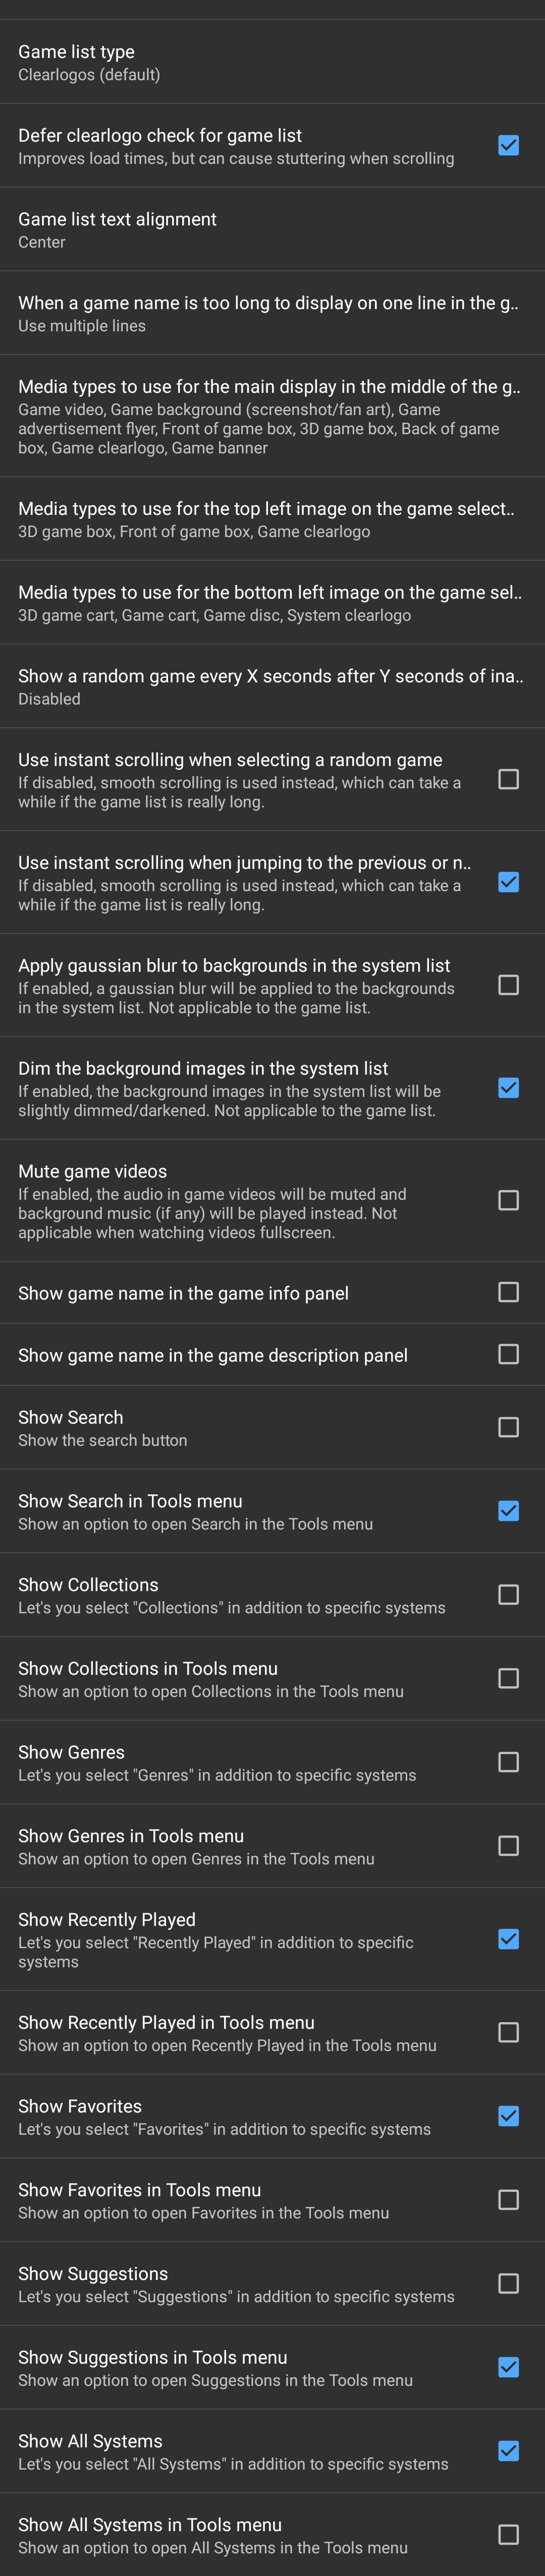 Game list type
Clearlogos (default)
Defer clearlogo check for game list
Improves load times, but can cause stuttering when scrolling
Game list text alignment
Center
When a game name is too long to display on one line in the g..
Use multiple lines
Media types to use for the main display in the middle of the g..
Game video, Game background (screenshot/fan art), Game
advertisement flyer, Front of game box, 3D game box, Back of game
box, Game clearlogo, Game banner
Media types to use for the top left image on the game select..
3D game box, Front of game box, Game clearlogo
Media types to use for the bottom left image on the game sel..
3D game cart, Game cart, Game disc, System clearlogo
Show a random game every X seconds after Y seconds of ina..
Disabled
Use instant scrolling when selecting a random game
If disabled, smooth scrolling is used instead, which can take a
while if the game list is really long.
Use instant scrolling when jumping to the previous or n..
If disabled, smooth scrolling is used instead, which can take a
while if the game list is really long.
Apply gaussian blur to backgrounds in the system list
If enabled, a gaussian blur will be applied to the backgrounds
in the system list. Not applicable to the game list.
Dim the background images in the system list
If enabled, the background images in the system list will be
slightly dimmed/darkened. Not applicable to the game list.
Mute game videos
If enabled, the audio in game videos will be muted and
background music (if any) will be played instead. Not
applicable when watching videos fullscreen.
Show game name in the game info panel
Show game name in the game description panel
Show Search
Show the search button
Show Search in Tools menu
Show an option to open Search in the Tools menu
Show Collections
Let's you select "Collections" in addition to specific systems
Show Collections in Tools menu
Show an option to open Collections in the Tools menu
Show Genres
Let's you select "Genres" in addition to specific systems
Show Genres in Tools menu
Show an option to open Genres in the Tools menu
Show Recently Played
Let's you select "Recently Played" in addition to specific
systems
Show Recently Played in Tools menu
Show an option to open Recently Played in the Tools menu
Show Favorites
Let's you select "Favorites" in addition to specific systems
Show Favorites in Tools menu
Show an option to open Favorites in the Tools menu
Show Suggestions
Let's you select "Suggestions" in addition to specific systems
Show Suggestions in Tools menu
Show an option to open Suggestions in the Tools menu
Show All Systems
Let's you select "All Systems" in addition to specific systems
Show All Systems in Tools menu
Show an option to open All Systems in the Tools menu